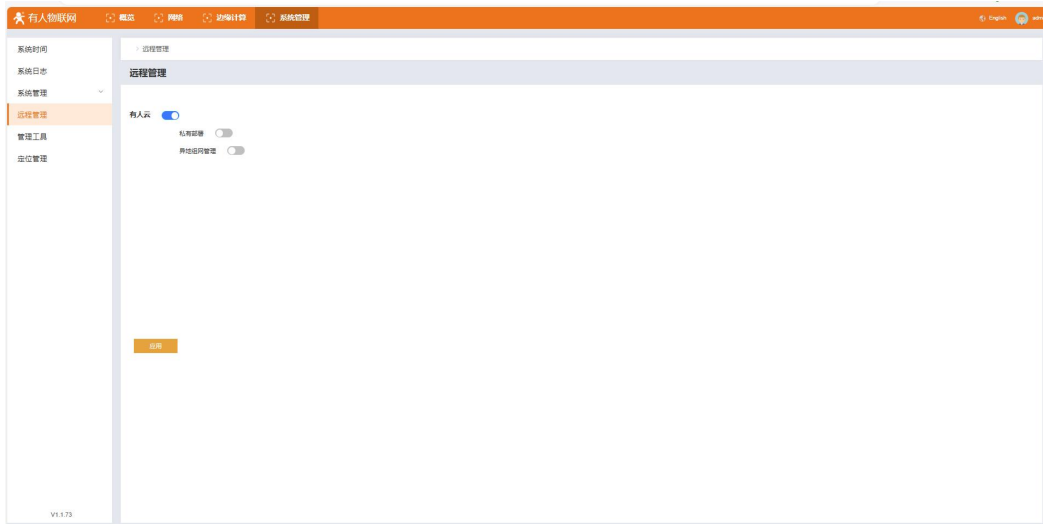 有人物联网 概览 网络 边缘计算 系统管理 English adm
系统时间
系统日志
系统管理
远程管理
管理工具
定位管理
V1.1.73
> 远程管理
远程管理
有人云
私有部署
异地组网管理
应用